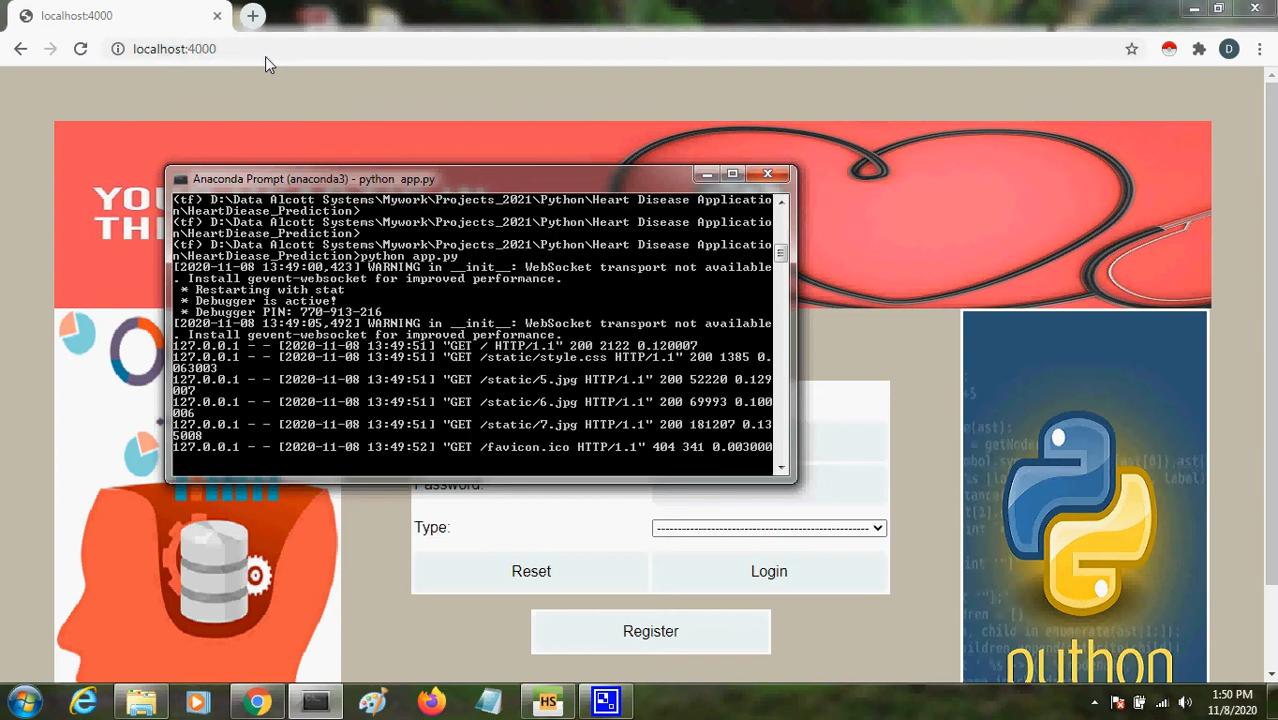 localhost:4000
localhost:4000
D
YO
THI
Anaconda Prompt (anaconda3) - python app.py
(tf) D:\Data Alcott Systems\Mywork\Projects_2021\Python\Heart Disease Applicatio
n\HeartDiease_Prediction>
(tf) D:\Data Alcott Systems\Mywork\Projects_2021\Python\Heart Disease Applicatio
n\HeartDiease_Prediction>
(tf) D:\Data Alcott Systems\Mywork\Projects_2021\Python\Heart Disease Applicatio
n\HeartDiease_Prediction>python app.py
[2020-11-08 13:49:00,423] WARNING in __init__: WebSocket transport not available
. Install gevent-websocket for improved performance.
* Restarting with stat
* Debugger is active!
* Debugger PIN: 770-913-216
[2020-11-08 13:49:05,492] WARNING in __init__: WebSocket transport not available
. Install gevent-websocket for improved performance.
127.0.0.1 - - [2020-11-08 13:49:51] "GET / HTTP/1.1" 200 2122 0.120007
127.0.0.1 - - [2020-11-08 13:49:51] "GET /static/style.css HTTP/1.1" 200 1385 0.
063003
127.0.0.1 - - [2020-11-08 13:49:51] "GET /static/5.jpg HTTP/1.1" 200 52220 0.129
007
127.0.0.1 - - [2020-11-08 13:49:51] "GET /static/6.jpg HTTP/1.1" 200 69993 0.100
006
127.0.0.1 - - [2020-11-08 13:49:51] "GET /static/7.jpg HTTP/1.1" 200 181207 0.13
5008
127.0.0.1 - - [2020-11-08 13:49:52] "GET /favicon.ico HTTP/1.1" 404 341 0.003000
Password:
Type:
Reset
Login
Register
python
HS
1:50 PM
11/8/2020